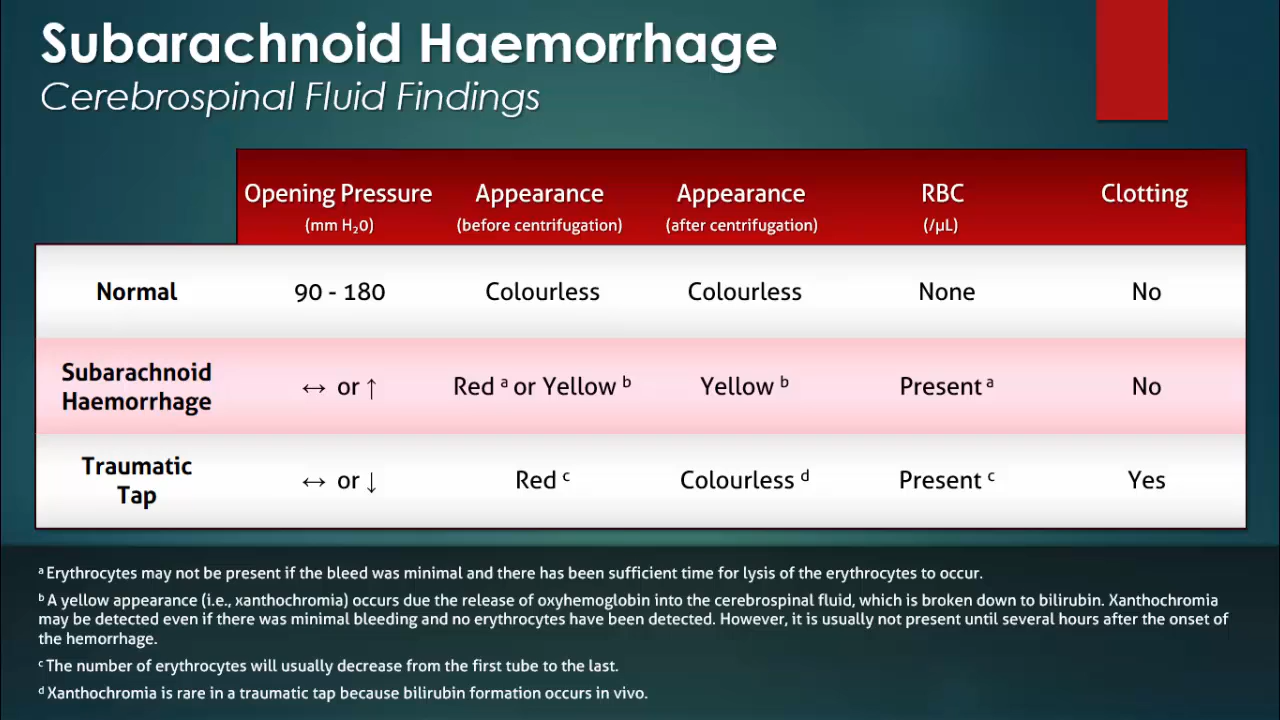 Subarachnoid Haemorrhage
Cerebrospinal Fluid Findings
Opening Pressure Appearance Appearance RBC Clotting
(mm H₂0) (before centrifugation) (after centrifugation) (/µL)
Normal 90 - 180 Colourless Colourless None No
Subarachnoid
Haemorrhage ↔ or ↑ Red ᵃ or Yellow ᵇ Yellow ᵇ Present ᵃ No
Traumatic
Tap ↔ or ↓ Red ᶜ Colourless ᵈ Present ᶜ Yes
ᵃ Erythrocytes may not be present if the bleed was minimal and there has been sufficient time for lysis of the erythrocytes to occur.
ᵇ A yellow appearance (i.e., xanthochromia) occurs due the release of oxyhemoglobin into the cerebrospinal fluid, which is broken down to bilirubin. Xanthochromia
may be detected even if there was minimal bleeding and no erythrocytes have been detected. However, it is usually not present until several hours after the onset of
the hemorrhage.
ᶜ The number of erythrocytes will usually decrease from the first tube to the last.
ᵈ Xanthochromia is rare in a traumatic tap because bilirubin formation occurs in vivo.